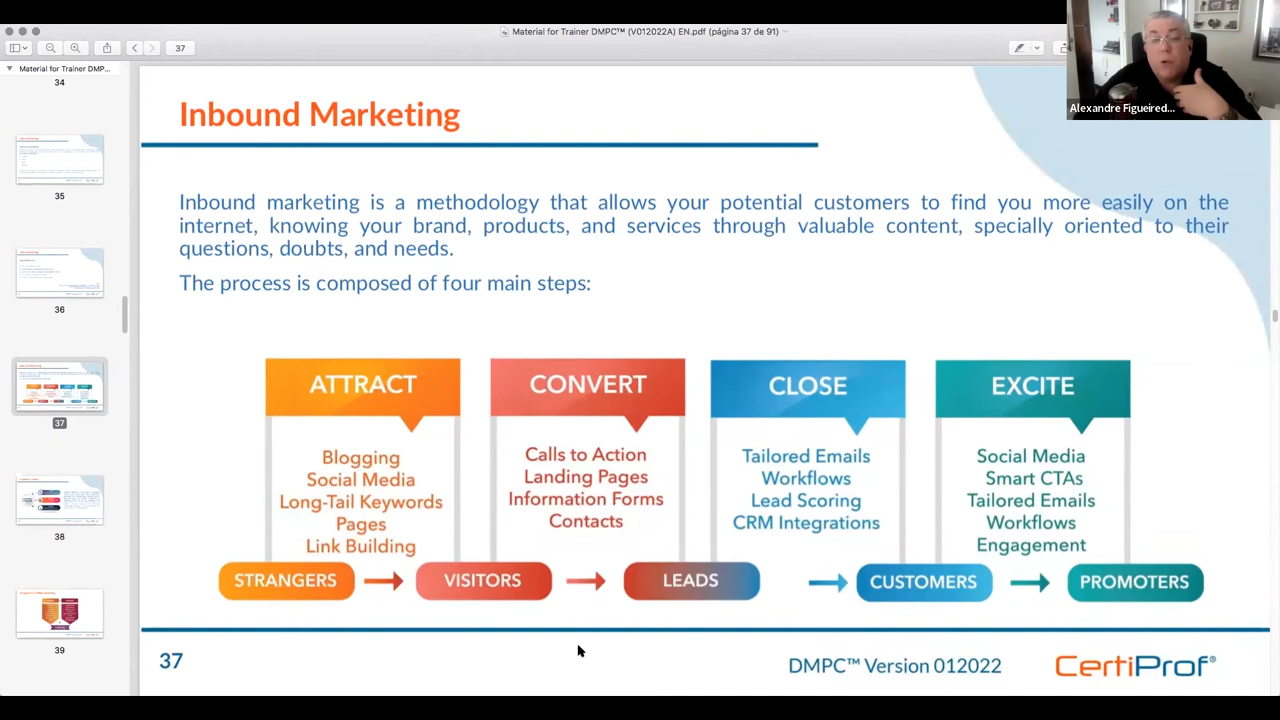 Material for Trainer DMPC™ (V012022A) EN.pdf (página 37 de 91)
37
Material for Trainer DMP...
34
35
36
37
38
39
Alexandre Figueired...
Inbound Marketing
Inbound marketing is a methodology that allows your potential customers to find you more easily on the
internet, knowing your brand, products, and services through valuable content, specially oriented to their
questions, doubts, and needs.
The process is composed of four main steps:
ATTRACT
Blogging
Social Media
Long-Tail Keywords
Pages
Link Building
CONVERT
Calls to Action
Landing Pages
Information Forms
Contacts
CLOSE
Tailored Emails
Workflows
Lead Scoring
CRM Integrations
EXCITE
Social Media
Smart CTAs
Tailored Emails
Workflows
Engagement
STRANGERS
VISITORS
LEADS
CUSTOMERS
PROMOTERS
37
DMPC™ Version 012022
CertiProf®